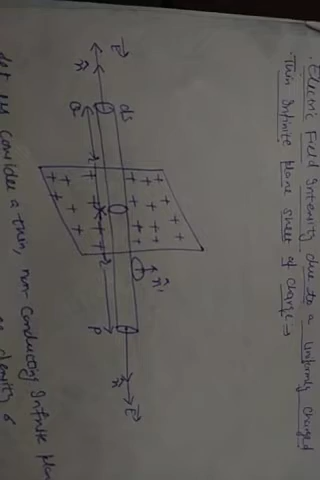 . Electric Field Intensity due to a uniformly charged
Thin Infinite plane sheet of charge →
E
n̂
ds
Q
r
n̂'
r
P
n̂
E
let us consider a thin, non-conducting infinite
density 6